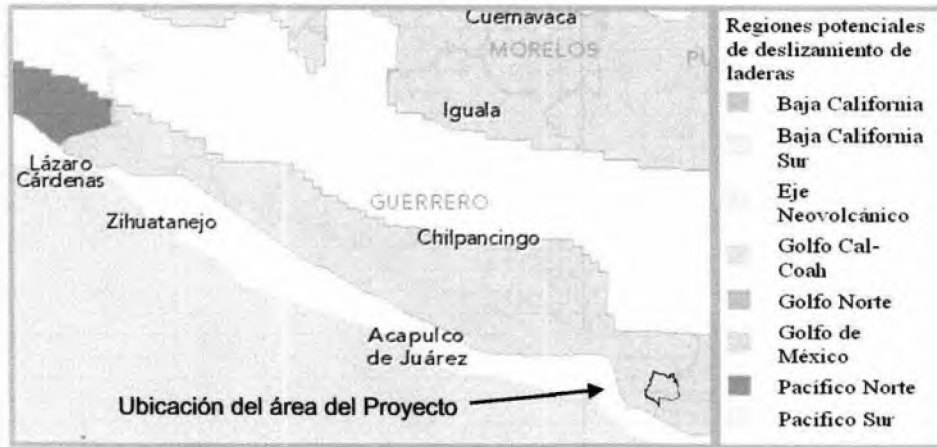 Cuernavaca
MORELOS
PU
Iguala
Lázaro
Cárdenas
GUERRERO
Zihuatanejo
Chilpancingo
Acapulco
de Juárez
Ubicación del área del Proyecto
Regiones potenciales
de deslizamiento de
laderas
Baja California
Baja California
Sur
Eje
Neovolcánico
Golfo Cal-
Coah
Golfo Norte
Golfo de
México
Pacífico Norte
Pacífico Sur